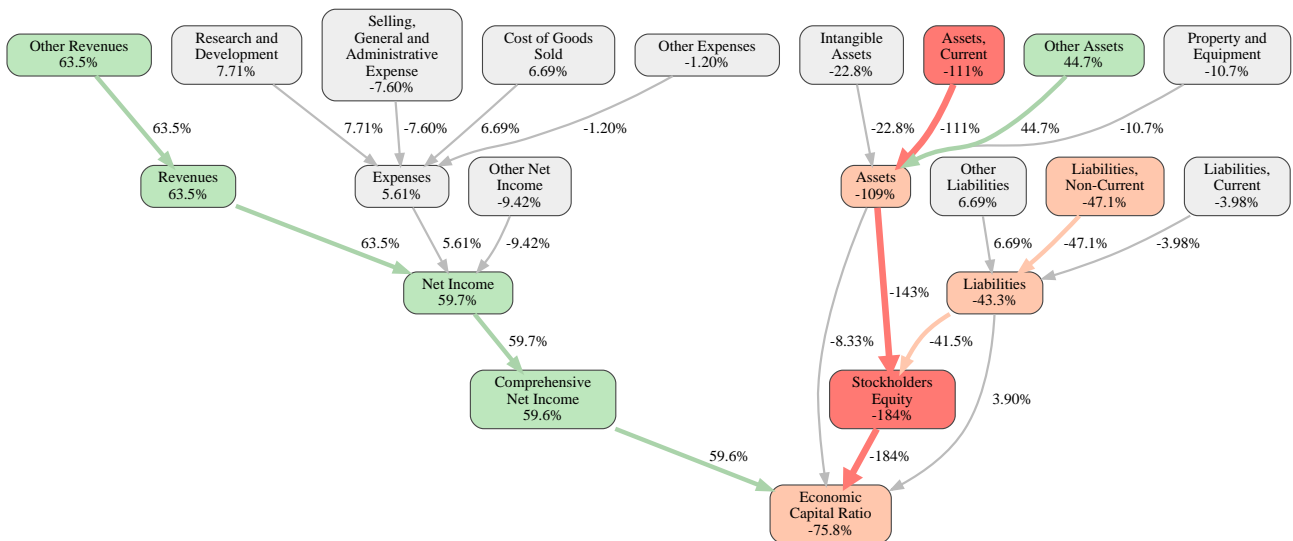 Other Revenues
63.5%
Research and
Development
7.71%
Selling,
General and
Administrative
Expense
-7.60%
Cost of Goods
Sold
6.69%
Other Expenses
-1.20%
Intangible
Assets
-22.8%
Assets,
Current
-111%
Other Assets
44.7%
Property and
Equipment
-10.7%
63.5%
7.71%
-7.60%
6.69%
-1.20%
-22.8%
-111%
44.7%
-10.7%
Revenues
63.5%
Expenses
5.61%
Other Net
Income
-9.42%
Assets
-109%
Other
Liabilities
6.69%
Liabilities,
Non-Current
-47.1%
Liabilities,
Current
-3.98%
63.5%
5.61%
-9.42%
6.69%
-47.1%
-3.98%
Net Income
59.7%
-143%
Liabilities
-43.3%
59.7%
-8.33%
-41.5%
Comprehensive
Net Income
59.6%
Stockholders
Equity
-184%
3.90%
59.6%
-184%
Economic
Capital Ratio
-75.8%